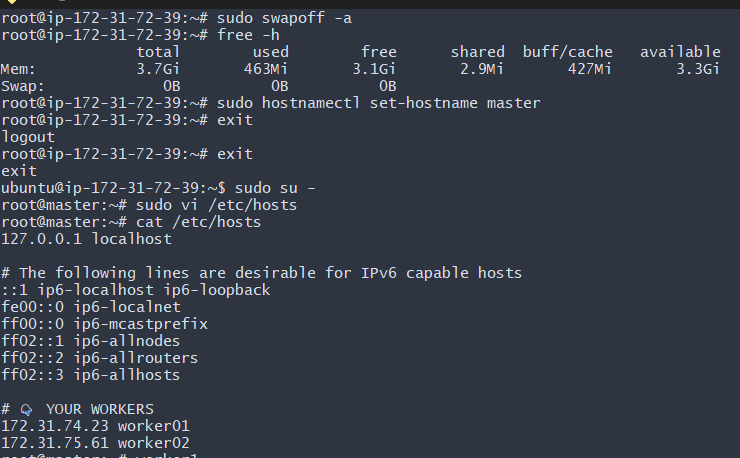 root@ip-172-31-72-39:~# sudo swapoff -a
root@ip-172-31-72-39:~# free -h
total used free shared buff/cache available
Mem: 3.7Gi 463Mi 3.1Gi 2.9Mi 427Mi 3.3Gi
Swap: 0B 0B 0B
root@ip-172-31-72-39:~# sudo hostnamectl set-hostname master
root@ip-172-31-72-39:~# exit
logout
root@ip-172-31-72-39:~# exit
exit
ubuntu@ip-172-31-72-39:~$ sudo su -
root@master:~# sudo vi /etc/hosts
root@master:~# cat /etc/hosts
127.0.0.1 localhost
# The following lines are desirable for IPv6 capable hosts
::1 ip6-localhost ip6-loopback
fe00::0 ip6-localnet
ff00::0 ip6-mcastprefix
ff02::1 ip6-allnodes
ff02::2 ip6-allrouters
ff02::3 ip6-allhosts
# YOUR WORKERS
172.31.74.23 worker01
172.31.75.61 worker02